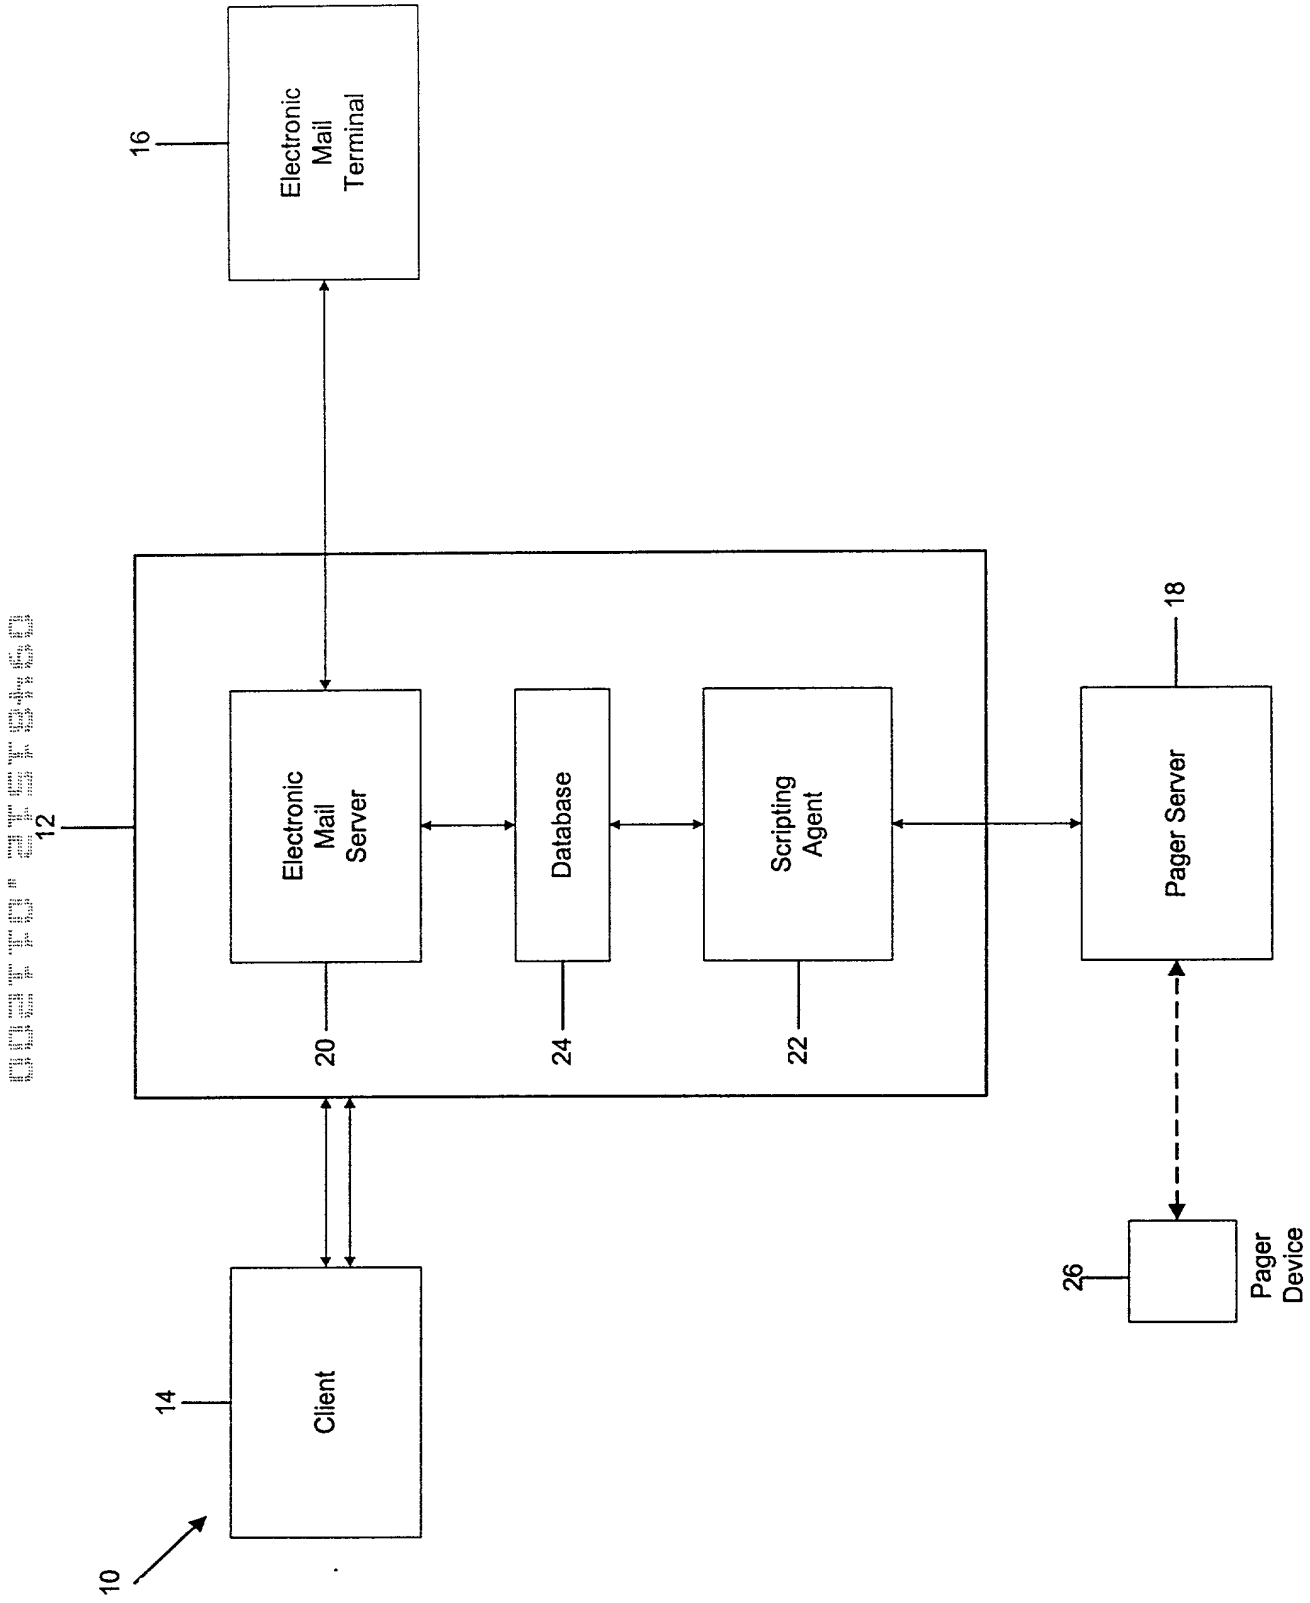 10
14
Client
12
20
Electronic
Mail
Server
24
Database
22
Scripting
Agent
16
Electronic
Mail
Terminal
26
Pager
Device
Pager Server
18